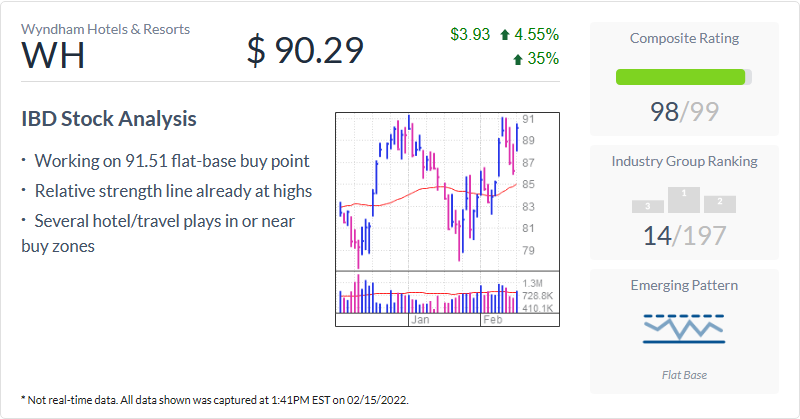 Wyndham Hotels & Resorts
WH
$ 90.29
$3.93 4.55%
35%
IBD Stock Analysis
· Working on 91.51 flat-base buy point
· Relative strength line already at highs
· Several hotel/travel plays in or near
buy zones
91
89
87
85
83
81
79
1.3M
728.8K
410.1K
Jan Feb
Composite Rating
98/99
Industry Group Ranking
3 1 2
14/197
Emerging Pattern
Flat Base
* Not real-time data. All data shown was captured at 1:41PM EST on 02/15/2022.